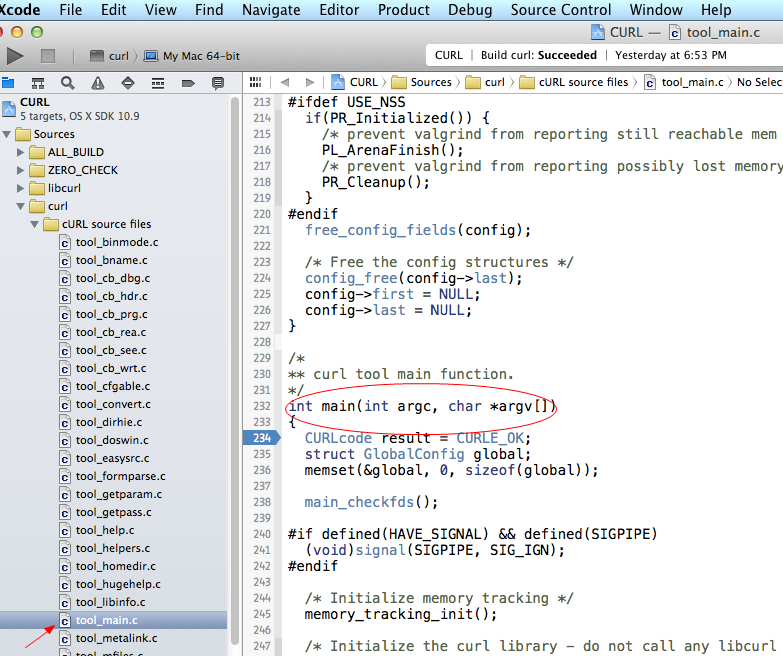 Xcode File Edit View Find Navigate Editor Product Debug Source Control Window Help
CURL — tool_main.c
curl My Mac 64-bit
CURL | Build curl: Succeeded | Yesterday at 6:53 PM
CURL Sources curl cURL source files tool_main.c No Selec
CURL
5 targets, OS X SDK 10.9
Sources
ALL_BUILD
ZERO_CHECK
libcurl
curl
cURL source files
tool_binmode.c
tool_bname.c
tool_cb_dbg.c
tool_cb_hdr.c
tool_cb_prg.c
tool_cb_rea.c
tool_cb_see.c
tool_cb_wrt.c
tool_cfgable.c
tool_convert.c
tool_dirhie.c
tool_doswin.c
tool_easysrc.c
tool_formparse.c
tool_getparam.c
tool_getpass.c
tool_help.c
tool_helpers.c
tool_homedir.c
tool_hugehelp.c
tool_libinfo.c
tool_main.c
tool_metalink.c
tool_mfiles.c
213 #ifdef USE_NSS
214 if(PR_Initialized()) {
215 /* prevent valgrind from reporting still reachable mem
216 PL_ArenaFinish();
217 /* prevent valgrind from reporting possibly lost memory
218 PR_Cleanup();
219 }
220 #endif
221 free_config_fields(config);
222
223 /* Free the config structures */
224 config_free(config->last);
225 config->first = NULL;
226 config->last = NULL;
227 }
228
229 /*
230 ** curl tool main function.
231 */
232 int main(int argc, char *argv[])
233 {
234 CURLcode result = CURLE_OK;
235 struct GlobalConfig global;
236 memset(&global, 0, sizeof(global));
237
238 main_checkfds();
239
240 #if defined(HAVE_SIGNAL) && defined(SIGPIPE)
241 (void)signal(SIGPIPE, SIG_IGN);
242 #endif
243
244 /* Initialize memory tracking */
245 memory_tracking_init();
246
247 /* Initialize the curl library - do not call any libcurl